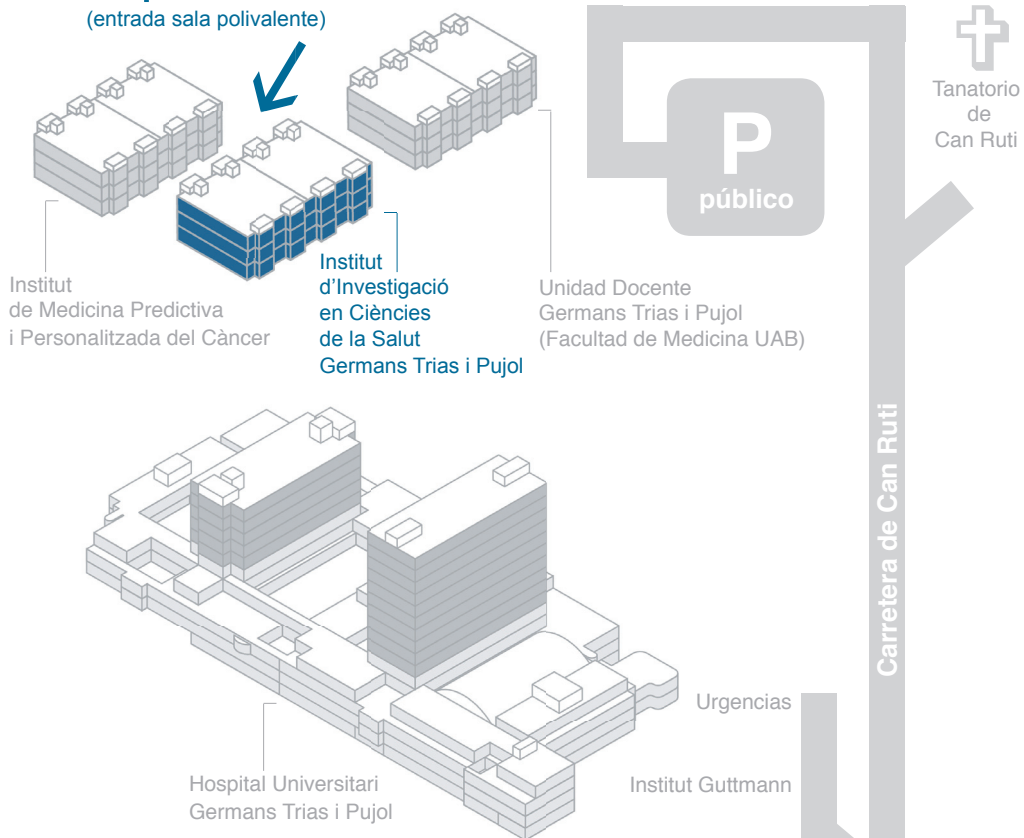 (entrada sala polivalente)
Tanatorio
de
Can Ruti
P
público
Institut
de Medicina Predictiva
i Personalitzada del Càncer
Institut
d’Investigació
en Ciències
de la Salut
Germans Trias i Pujol
Unidad Docente
Germans Trias i Pujol
(Facultad de Medicina UAB)
Carretera de Can Ruti
Urgencias
Institut Guttmann
Hospital Universitari
Germans Trias i Pujol